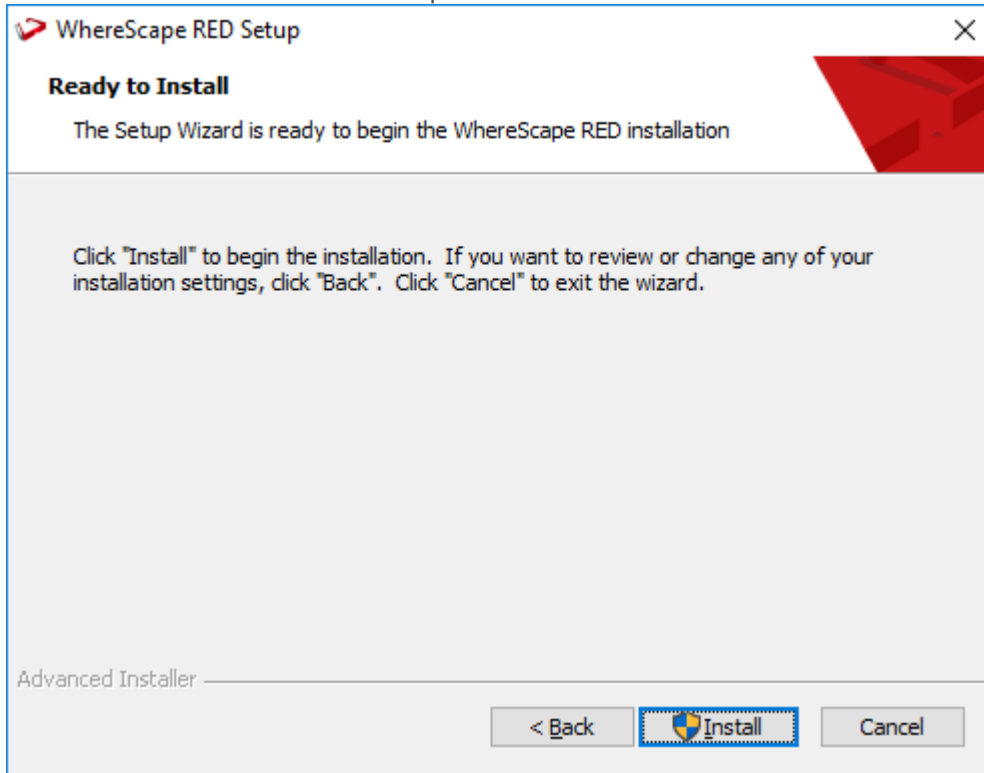 WhereScape RED Setup
Ready to Install
The Setup Wizard is ready to begin the WhereScape RED installation
Click "Install" to begin the installation.  If you want to review or change any of your
installation settings, click "Back".  Click "Cancel" to exit the wizard.
Advanced Installer
< Back
Install
Cancel